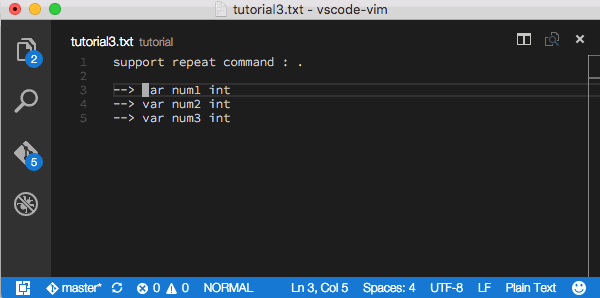 tutorial3.txt - vscode-vim
tutorial3.txt tutorial
1 support repeat command : .
2
3 --> var num1 int
4 --> var num2 int
5 --> var num3 int
2
5
master* 0 0 NORMAL Ln 3, Col 5 Spaces: 4 UTF-8 LF Plain Text